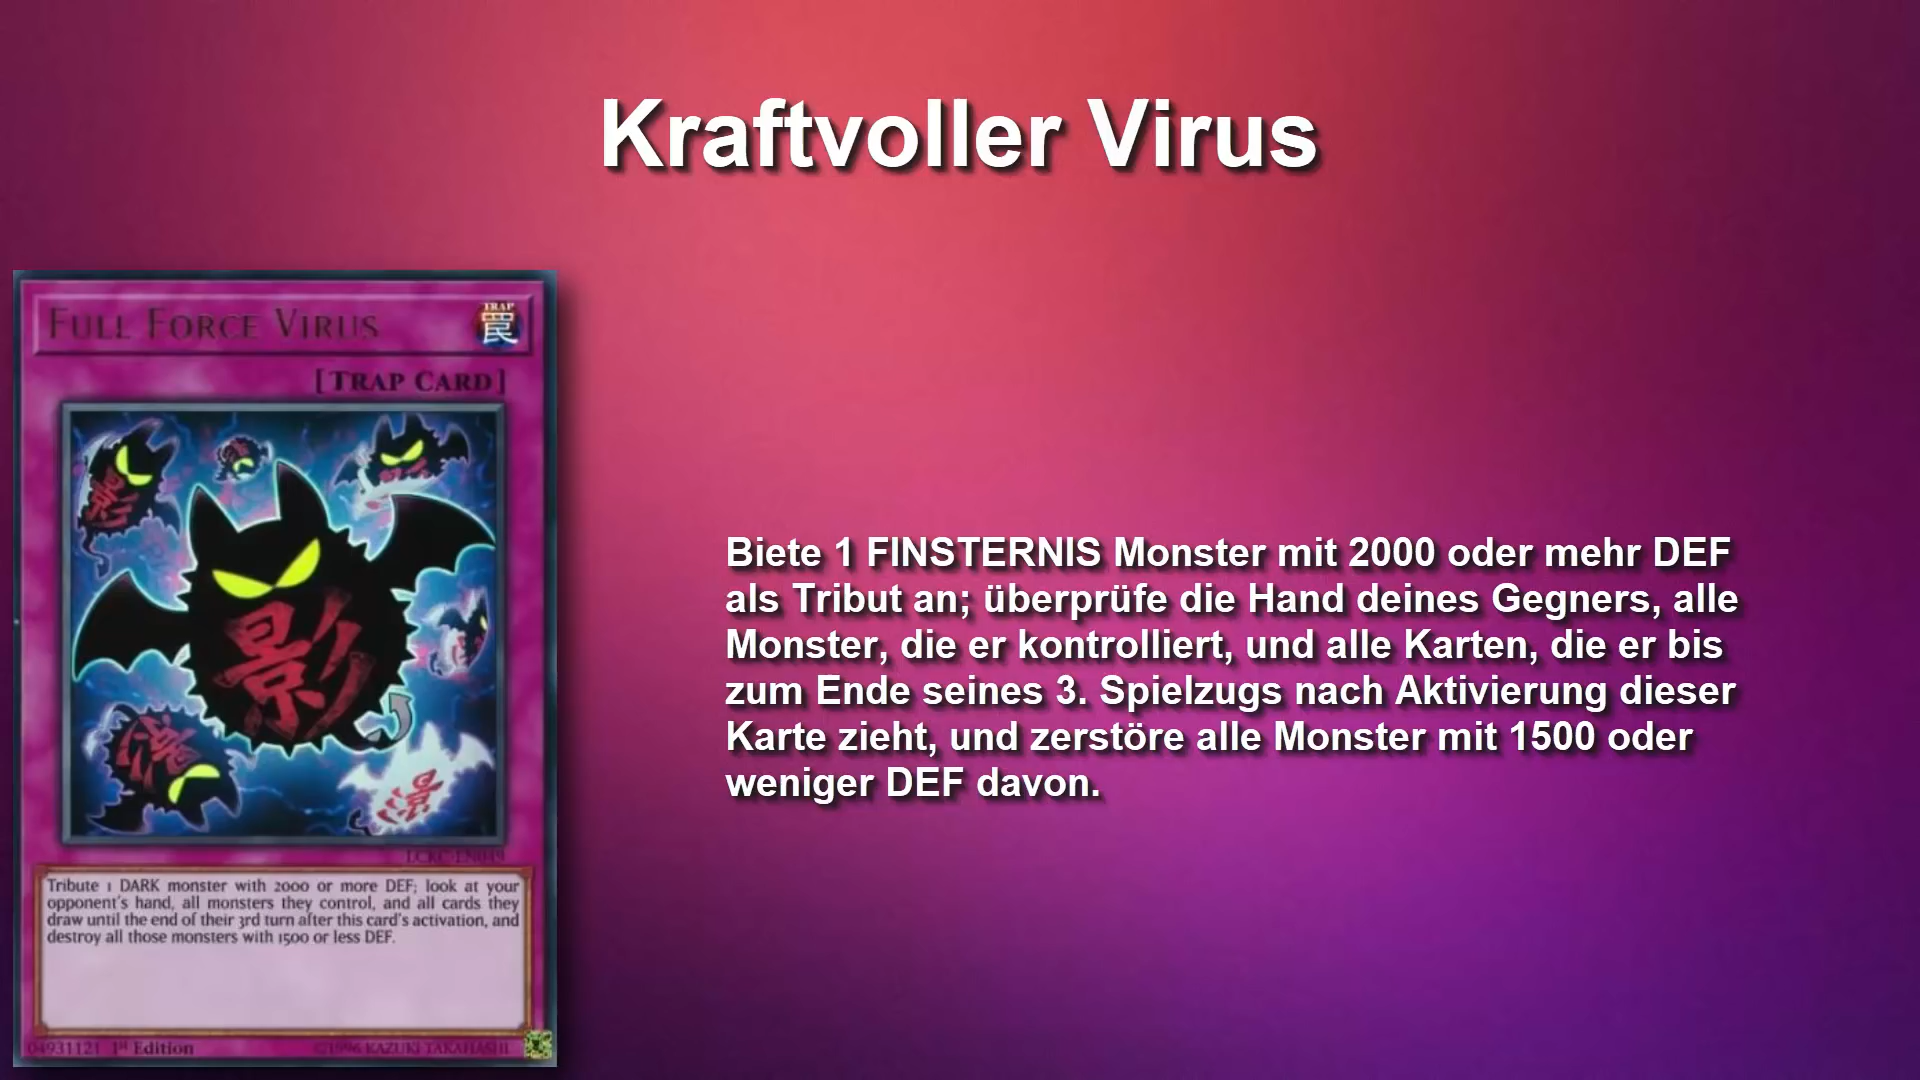 Kraftvoller Virus
Full Force Virus
TRAP
罠
[Trap Card]
影
LCKC-EN049
Biete 1 FINSTERNIS Monster mit 2000 oder mehr DEF
als Tribut an; überprüfe die Hand deines Gegners, alle
Monster, die er kontrolliert, und alle Karten, die er bis
zum Ende seines 3. Spielzugs nach Aktivierung dieser
Karte zieht, und zerstöre alle Monster mit 1500 oder
weniger DEF davon.
Tribute 1 DARK monster with 2000 or more DEF; look at your
opponent's hand, all monsters they control, and all cards they
draw until the end of their 3rd turn after this card's activation, and
destroy all those monsters with 1500 or less DEF.
04931121 1st Edition
©1996 KAZUKI TAKAHASHI